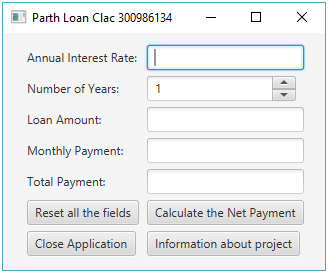 Parth Loan Clac 300986134
Annual Interest Rate:
Number of Years: 1
Loan Amount:
Monthly Payment:
Total Payment:
Reset all the fields Calculate the Net Payment
Close Application Information about project